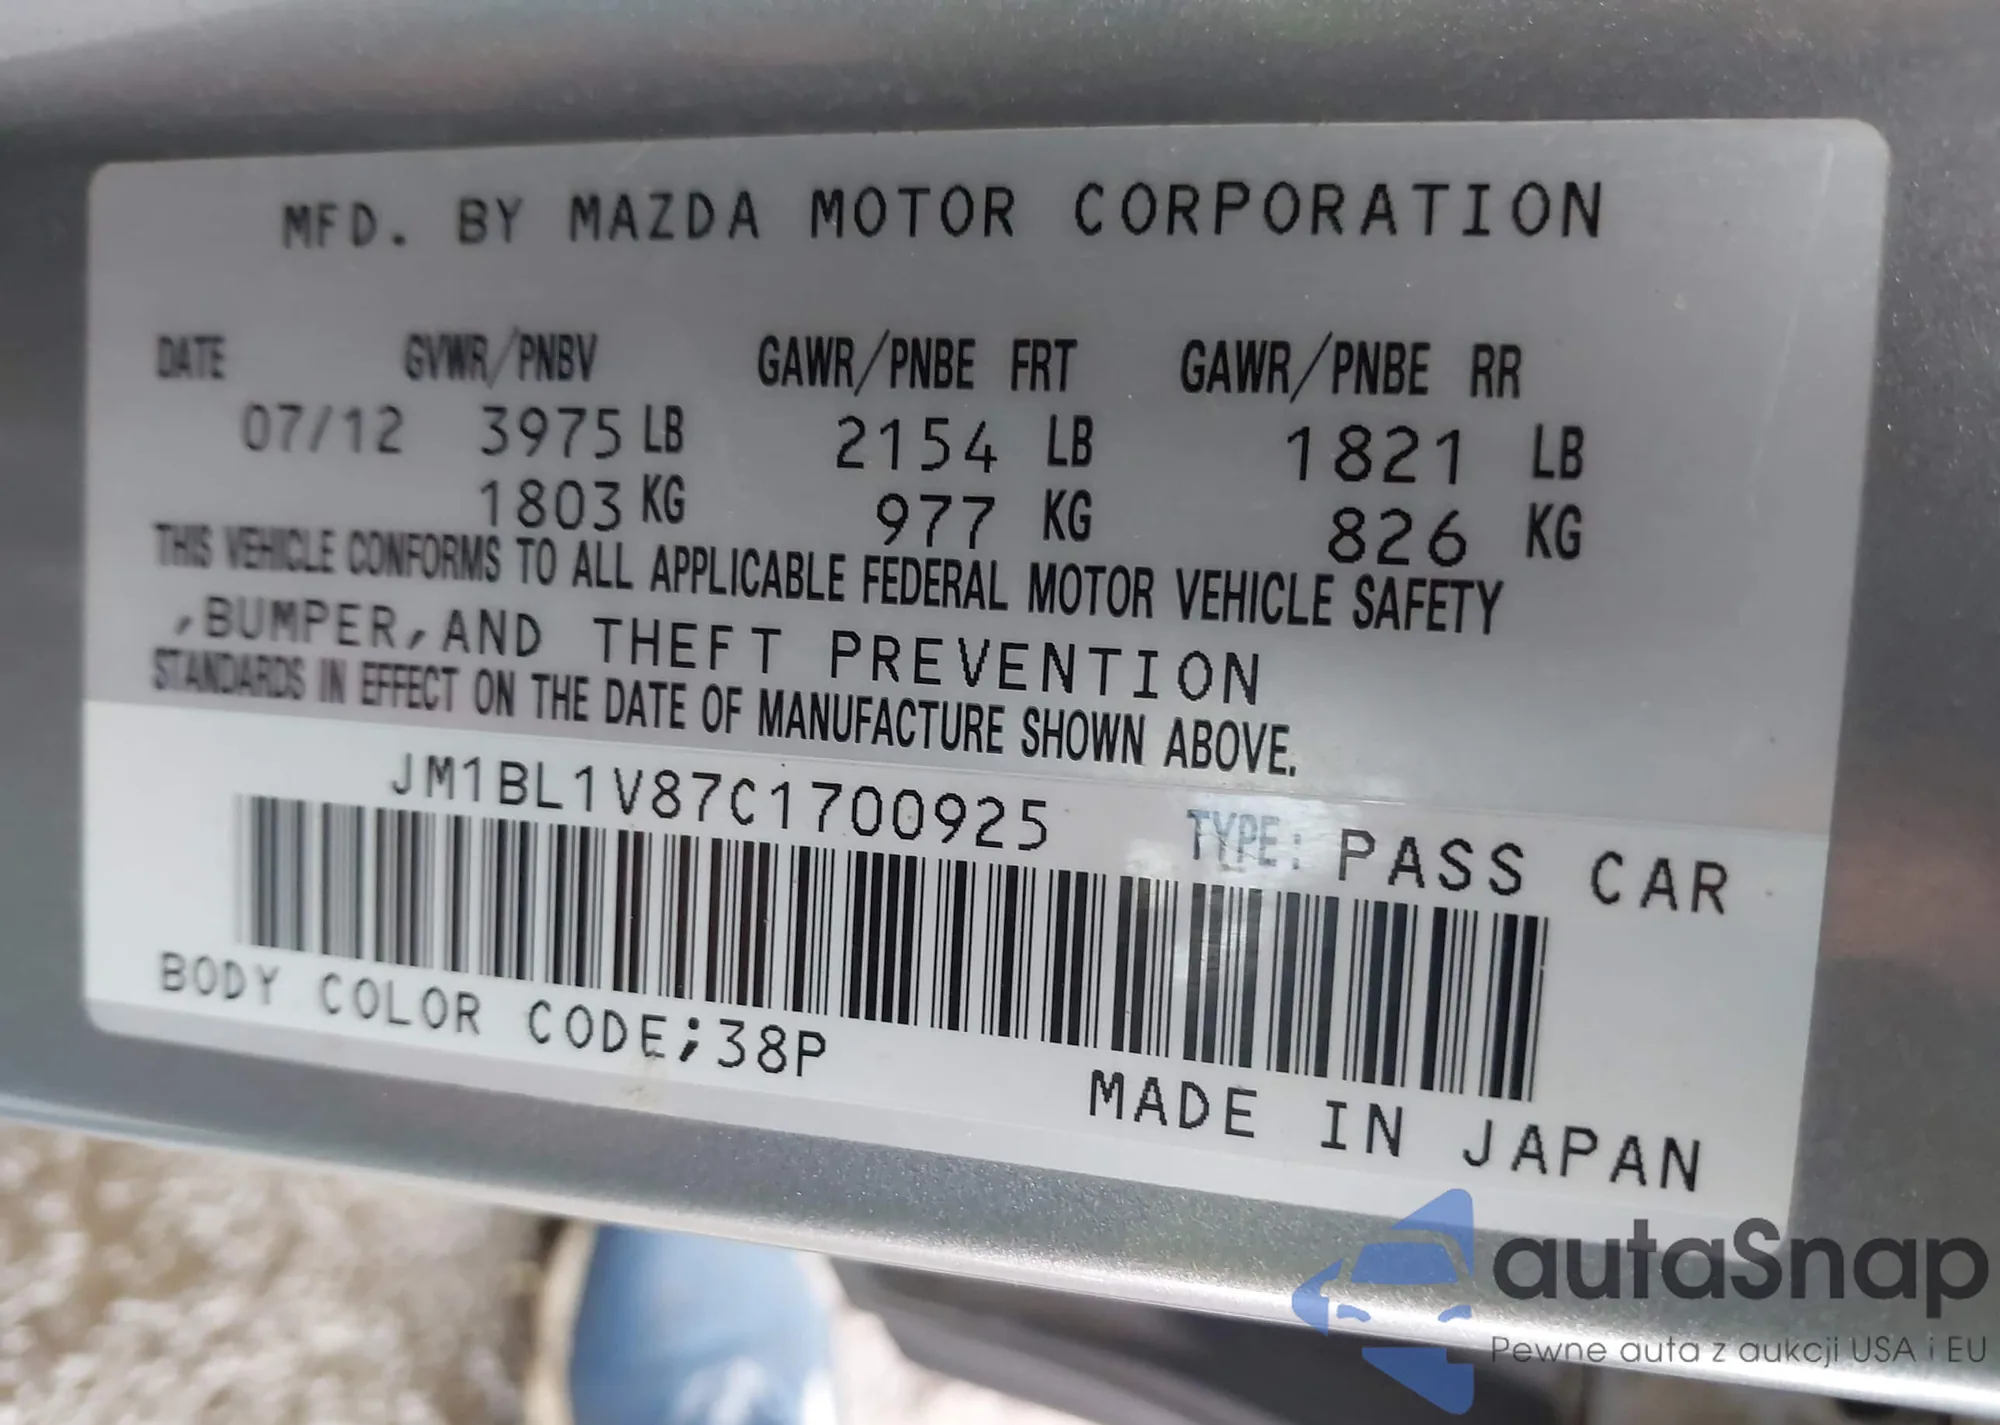 MFD. BY MAZDA MOTOR CORPORATION
DATE GVWR/PNBV GAWR/PNBE FRT GAWR/PNBE RR
07/12 3975 LB 2154 LB 1821 LB
1803 KG 977 KG 826 KG
THIS VEHICLE CONFORMS TO ALL APPLICABLE FEDERAL MOTOR VEHICLE SAFETY
,BUMPER,AND THEFT PREVENTION
STANDARDS IN EFFECT ON THE DATE OF MANUFACTURE SHOWN ABOVE.
JM1BL1V87C1700925 TYPE: PASS CAR
BODY COLOR CODE;38P
MADE IN JAPAN
autaSnap
Pewne auta z aukcji USA i EU